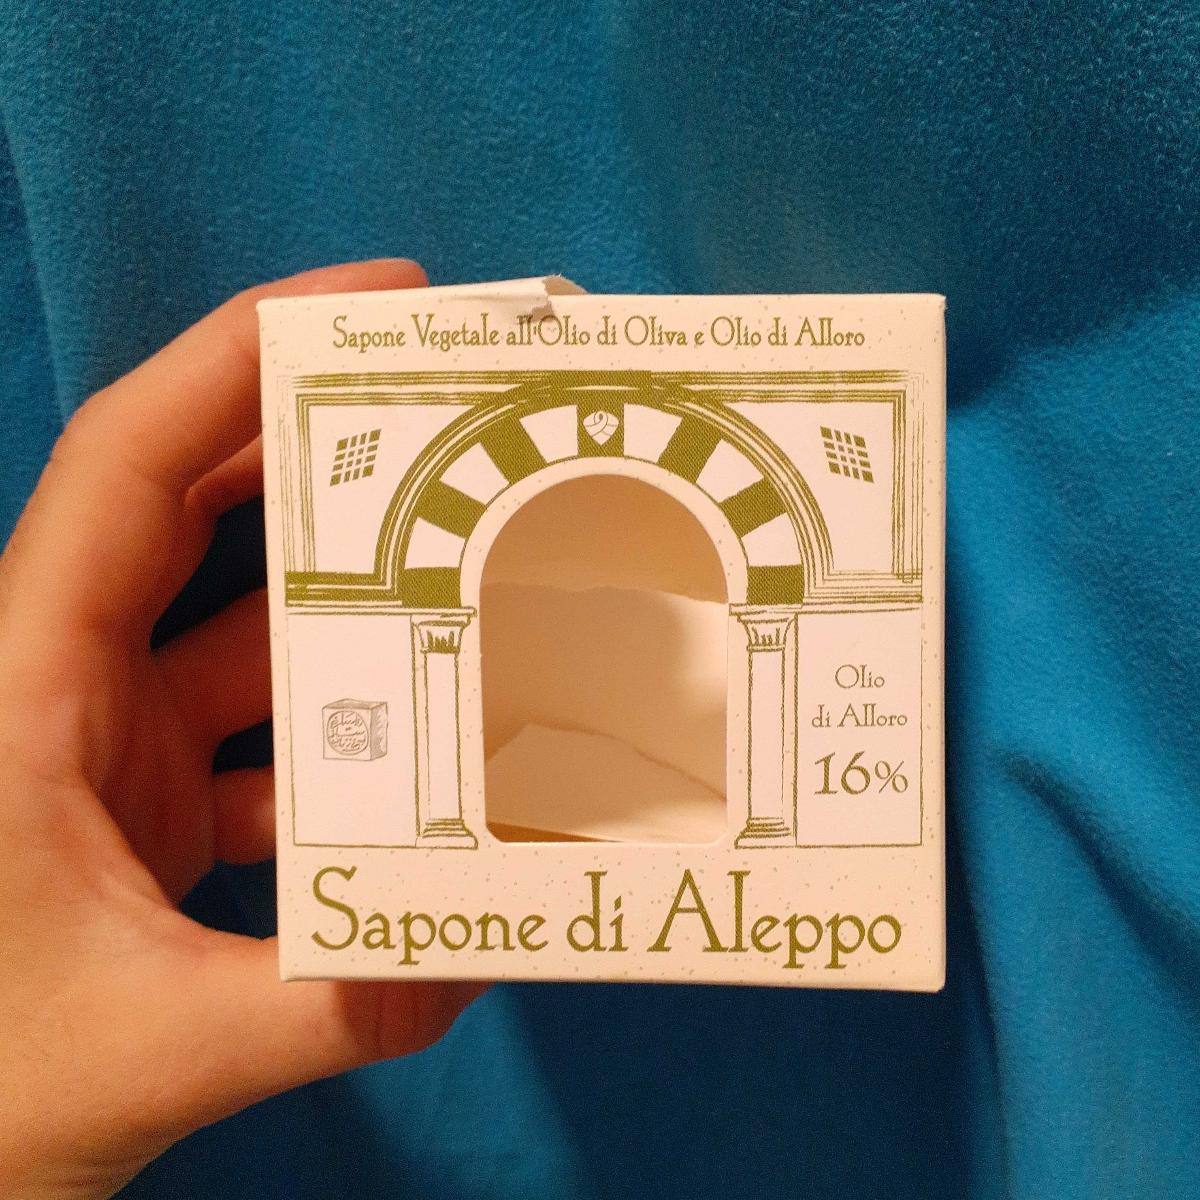 Sapone Vegetale all'Olio di Oliva e Olio di Alloro
Olio
di Alloro
16%
Sapone di Aleppo